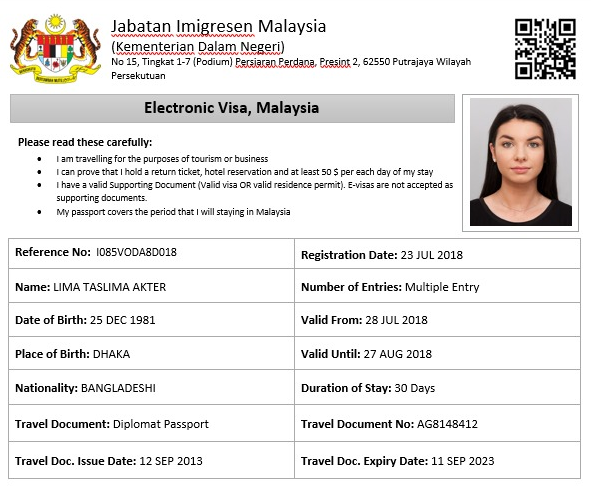 Jabatan Imigresen Malaysia
(Kementerian Dalam Negeri)
No 15, Tingkat 1-7 (Podium) Persiaran Perdana, Presint 2, 62550 Putrajaya Wilayah
Persekutuan
Electronic Visa, Malaysia
Please read these carefully:
• I am travelling for the purposes of tourism or business
• I can prove that I hold a return ticket, hotel reservation and at least 50 $ per each day of my stay
• I have a valid Supporting Document (Valid visa OR valid residence permit). E-visas are not accepted as
supporting documents.
• My passport covers the period that I will staying in Malaysia
Reference No: I085VODA8D018
Registration Date: 23 JUL 2018
Name: LIMA TASLIMA AKTER
Number of Entries: Multiple Entry
Date of Birth: 25 DEC 1981
Valid From: 28 JUL 2018
Place of Birth: DHAKA
Valid Until: 27 AUG 2018
Nationality: BANGLADESHI
Duration of Stay: 30 Days
Travel Document: Diplomat Passport
Travel Document No: AG8148412
Travel Doc. Issue Date: 12 SEP 2013
Travel Doc. Expiry Date: 11 SEP 2023